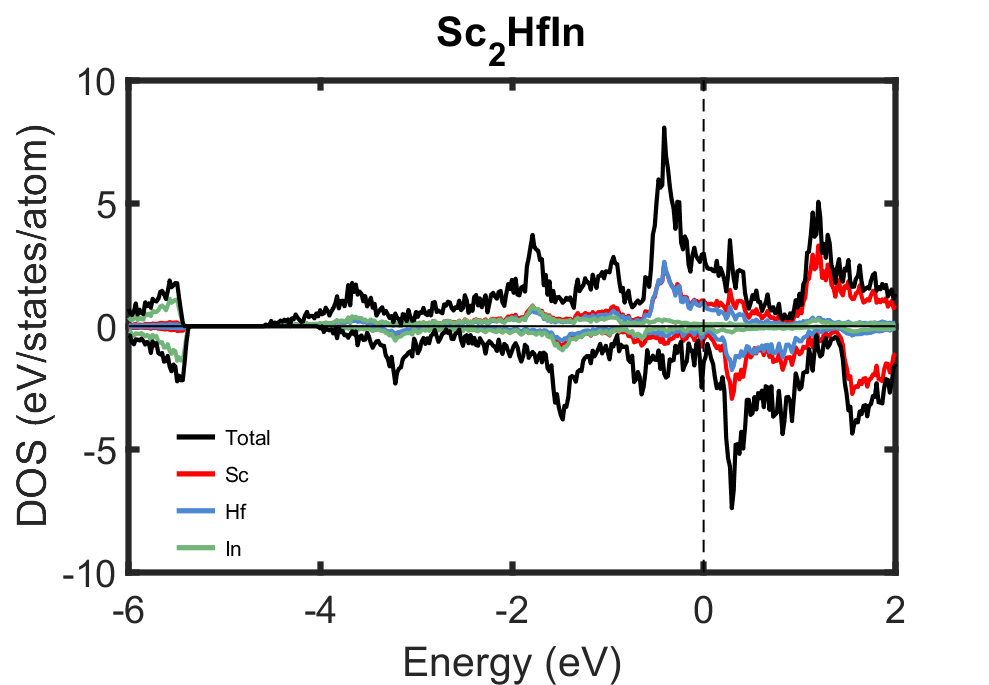 Sc₂HfIn
10
5
0
-5
-10
DOS (eV/states/atom)
Total
Sc
Hf
In
-6 -4 -2 0 2
Energy (eV)